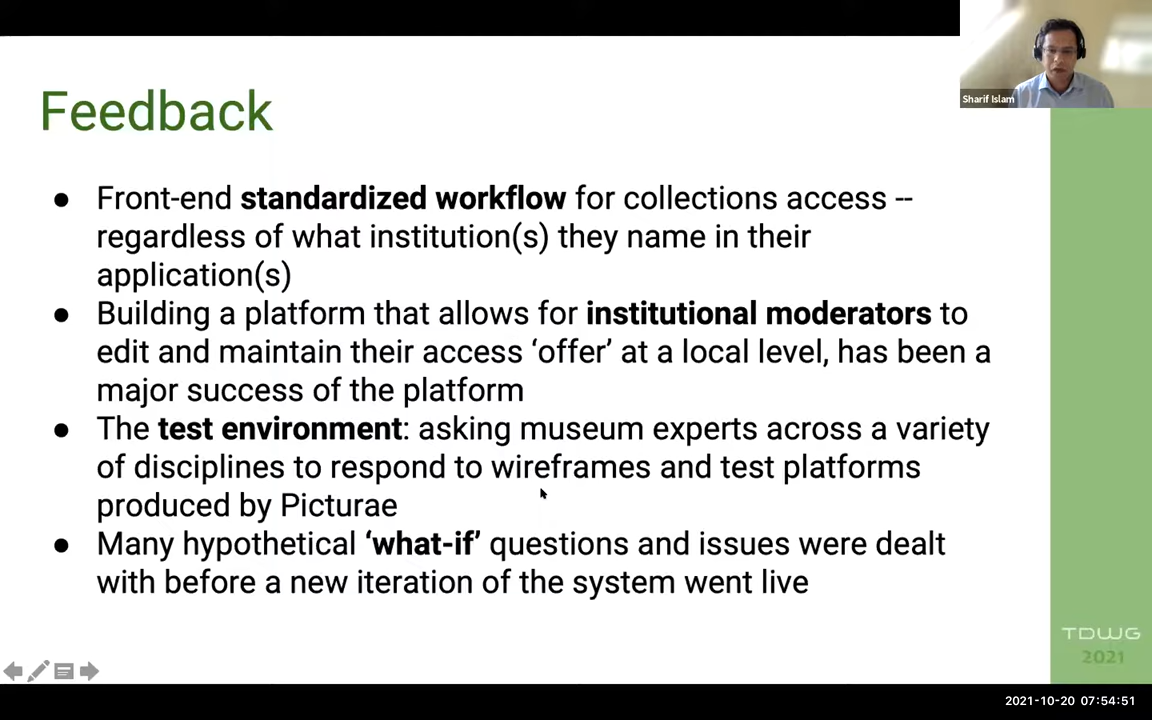 Sharif Islam
Feedback
● Front-end standardized workflow for collections access --
regardless of what institution(s) they name in their
application(s)
● Building a platform that allows for institutional moderators to
edit and maintain their access ‘offer’ at a local level, has been a
major success of the platform
● The test environment: asking museum experts across a variety
of disciplines to respond to wireframes and test platforms
produced by Picturae
● Many hypothetical ‘what-if’ questions and issues were dealt
with before a new iteration of the system went live
TDWG
2021
2021-10-20 07:54:51